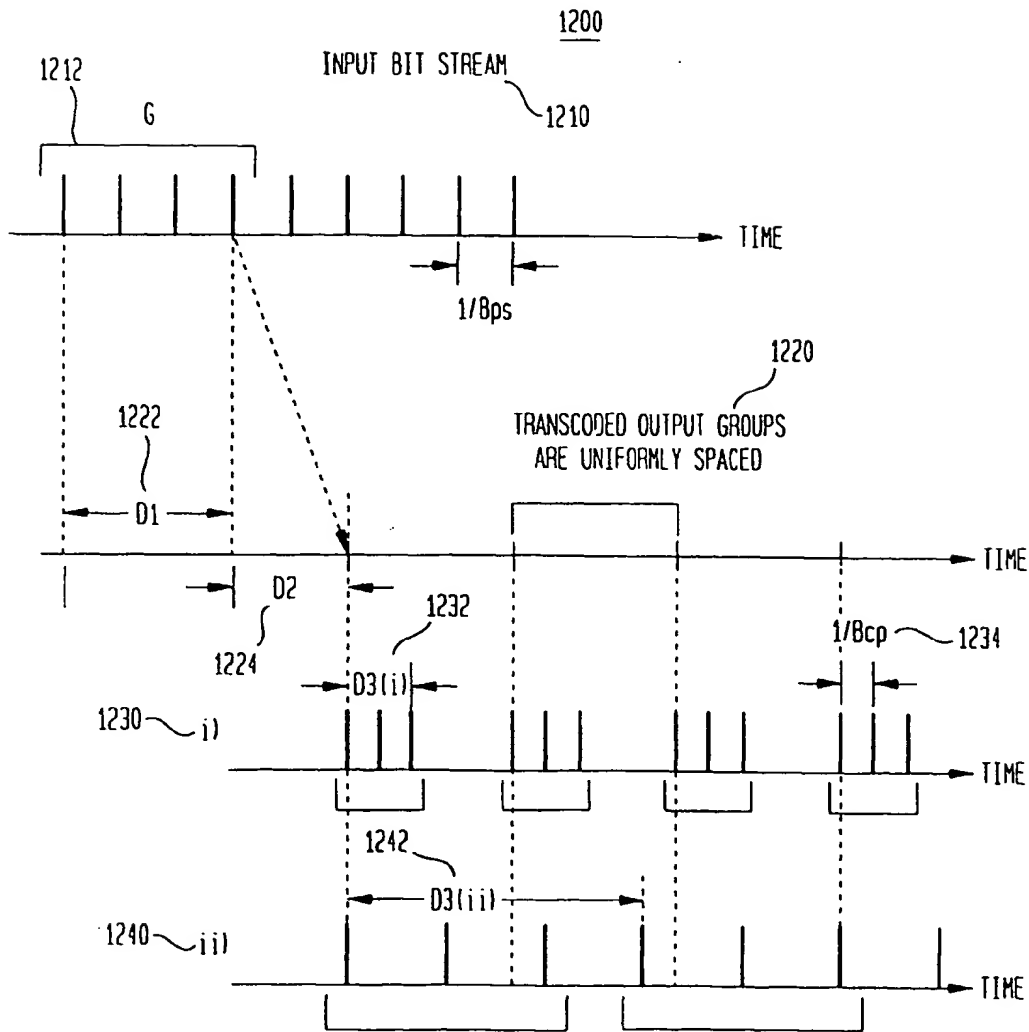 1200
INPUT BIT STREAM
1210
1212
G
TIME
1/Bps
1220
TRANSCODED OUTPUT GROUPS
ARE UNIFORMLY SPACED
1222
D1
TIME
D2
1224
1232
D3(i)
1/Bcp
1234
1230
i)
TIME
1242
D3(ii)
1240
ii)
TIME